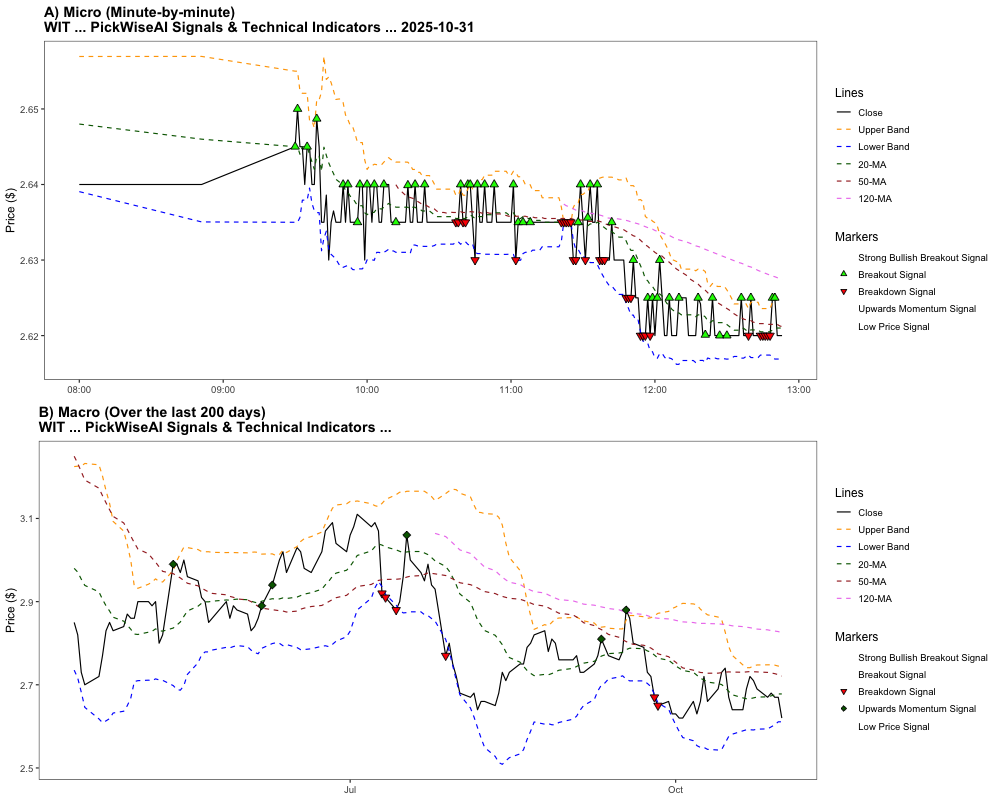 A) Micro (Minute-by-minute)
WIT ... PickWiseAI Signals & Technical Indicators ... 2025-10-31
Price ($)
2.65
2.64
2.63
2.62
08:00
09:00
10:00
11:00
12:00
13:00
Lines
Close
Upper Band
Lower Band
20-MA
50-MA
120-MA
Markers
Strong Bullish Breakout Signal
Breakout Signal
Breakdown Signal
Upwards Momentum Signal
Low Price Signal
B) Macro (Over the last 200 days)
WIT ... PickWiseAI Signals & Technical Indicators ...
Price ($)
3.1
2.9
2.7
2.5
Jul
Oct
Lines
Close
Upper Band
Lower Band
20-MA
50-MA
120-MA
Markers
Strong Bullish Breakout Signal
Breakout Signal
Breakdown Signal
Upwards Momentum Signal
Low Price Signal